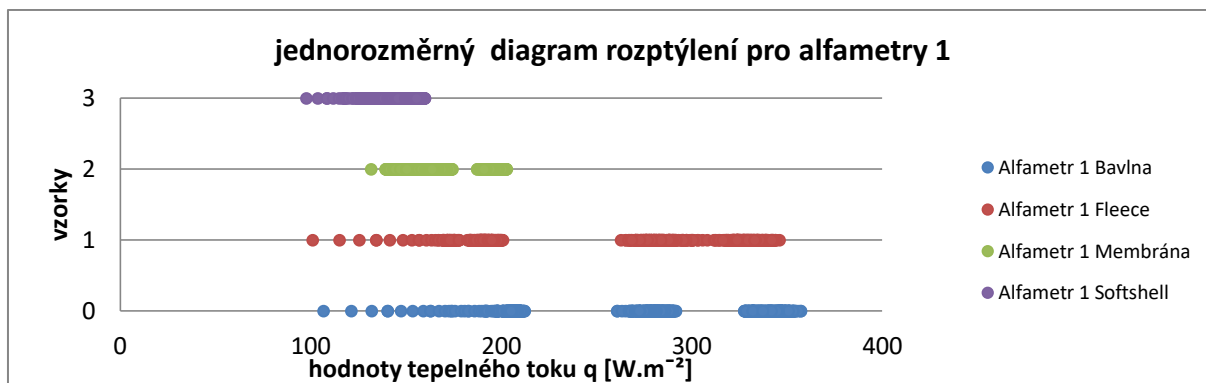 jednorozměrný  diagram rozptýlení pro alfametry 1
vzorky
3
2
1
0
0 100 200 300 400
hodnoty tepelného toku q [W.m⁻²]
Alfametr 1 Bavlna
Alfametr 1 Fleece
Alfametr 1 Membrána
Alfametr 1 Softshell